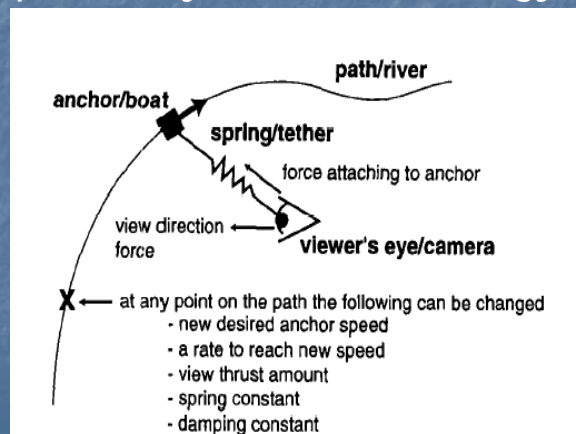 path/river
anchor/boat
spring/tether
force attaching to anchor
view direction
force
viewer's eye/camera
X
at any point on the path the following can be changed
- new desired anchor speed
- a rate to reach new speed
- view thrust amount
- spring constant
- damping constant